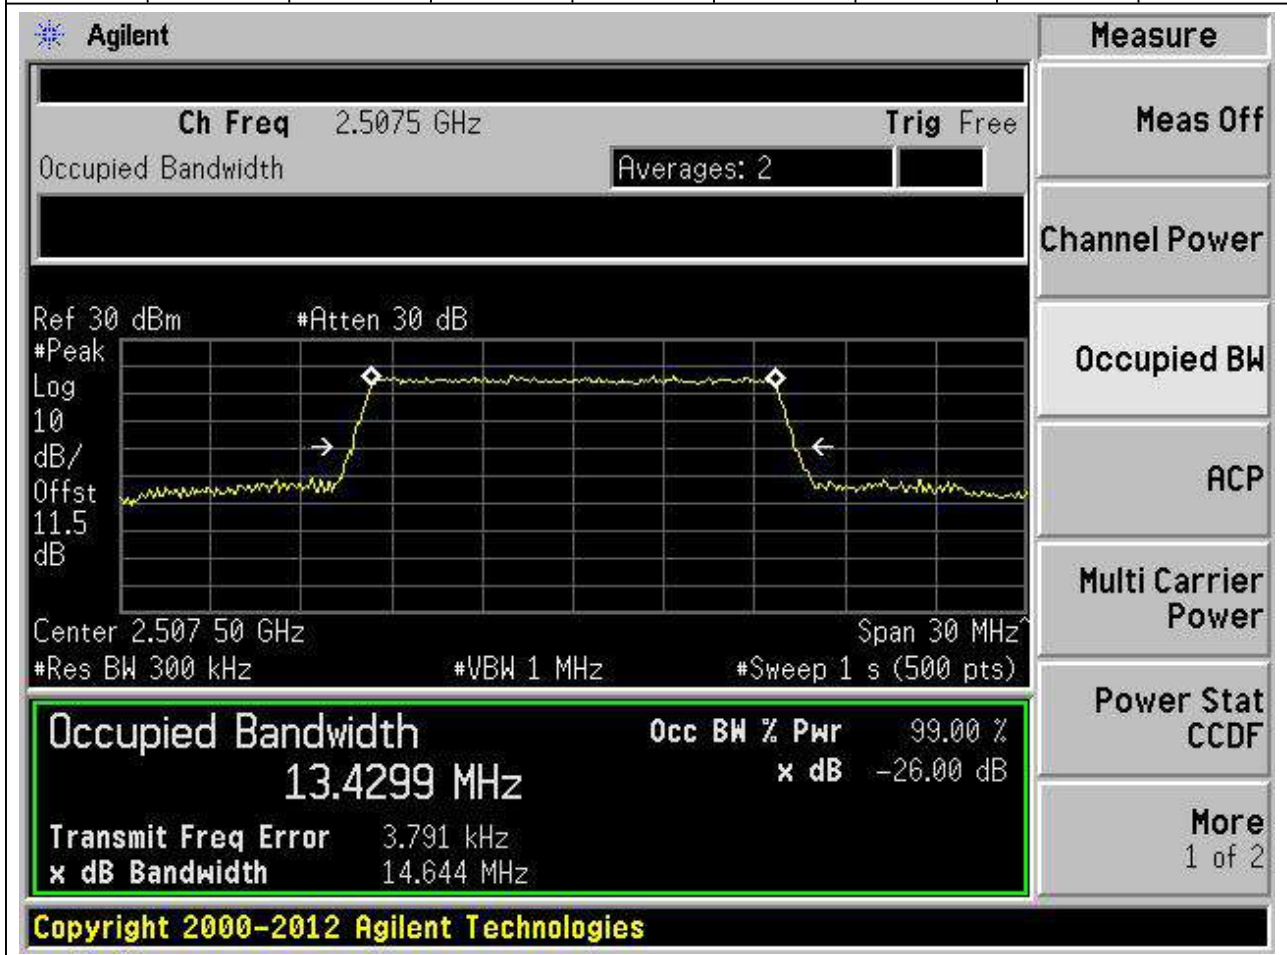 Agilent
Measure
Ch Freq 2.5075 GHz Trig Free
Occupied Bandwidth Averages: 2
Ref 30 dBm #Atten 30 dB
#Peak
Log
10
dB/
Offst
11.5
dB
Center 2.507 50 GHz Span 30 MHz^
#Res BW 300 kHz #VBW 1 MHz #Sweep 1 s (500 pts)
Occupied Bandwidth Occ BW % Pwr 99.00 %
13.4299 MHz x dB -26.00 dB
Transmit Freq Error 3.791 kHz
x dB Bandwidth 14.644 MHz
Meas Off
Channel Power
Occupied BW
ACP
Multi Carrier
Power
Power Stat
CCDF
More
1 of 2
Copyright 2000-2012 Agilent Technologies